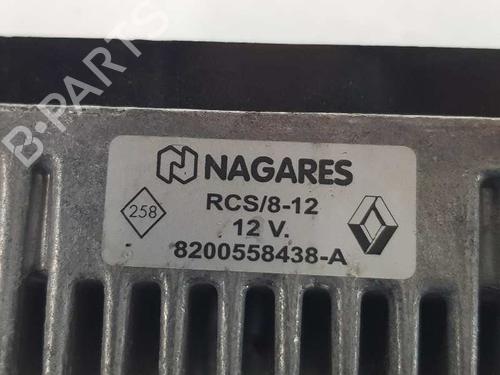 B-PARTS
NAGARES
RCS/8-12
258
12 V.
8200558438-A